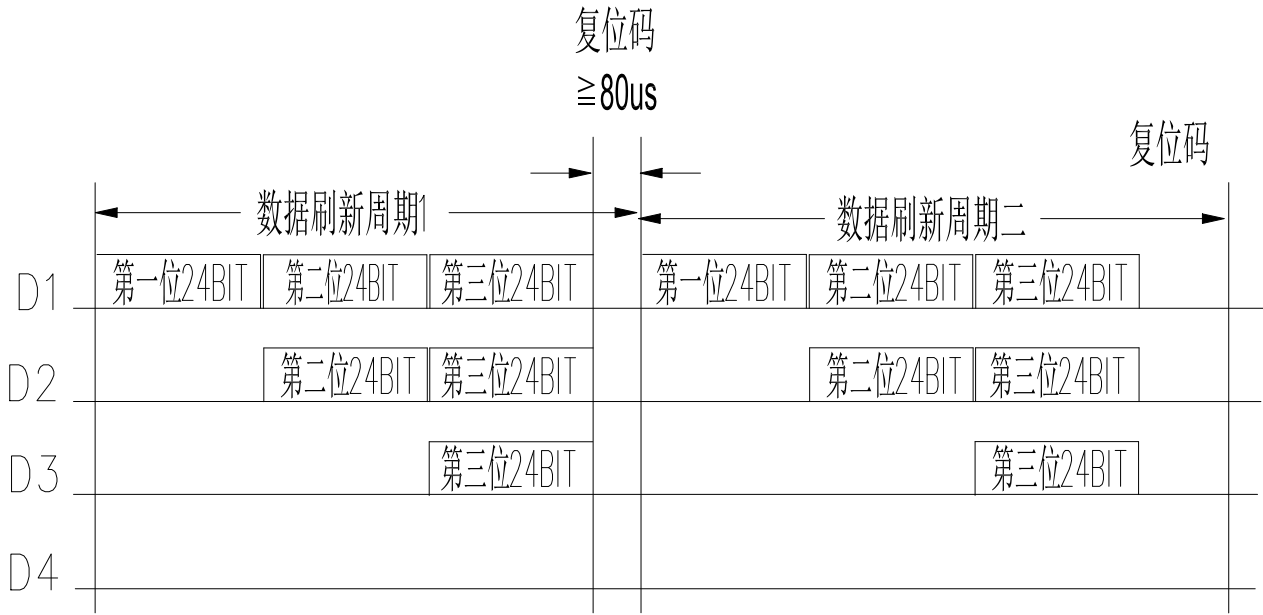 复位码
≧80us
复位码
数据刷新周期1 数据刷新周期二
D1 第一位24BIT 第二位24BIT 第三位24BIT 第一位24BIT 第二位24BIT 第三位24BIT
D2 第二位24BIT 第三位24BIT 第二位24BIT 第三位24BIT
D3 第三位24BIT 第三位24BIT
D4